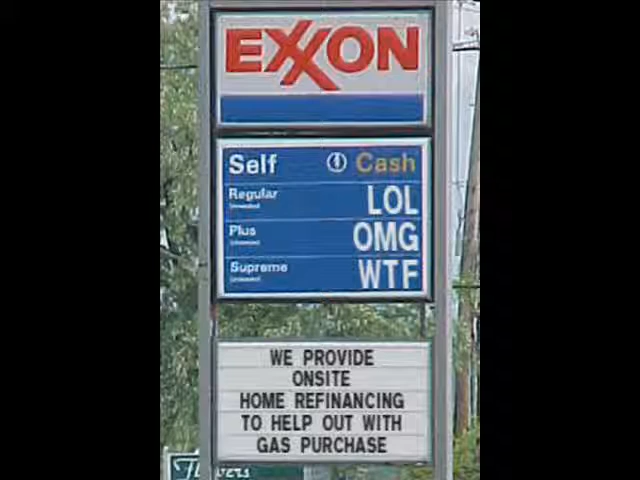 EXXON
Self Cash
Regular LOL
Plus OMG
Supreme WTF
WE PROVIDE
ONSITE
HOME REFINANCING
TO HELP OUT WITH
GAS PURCHASE